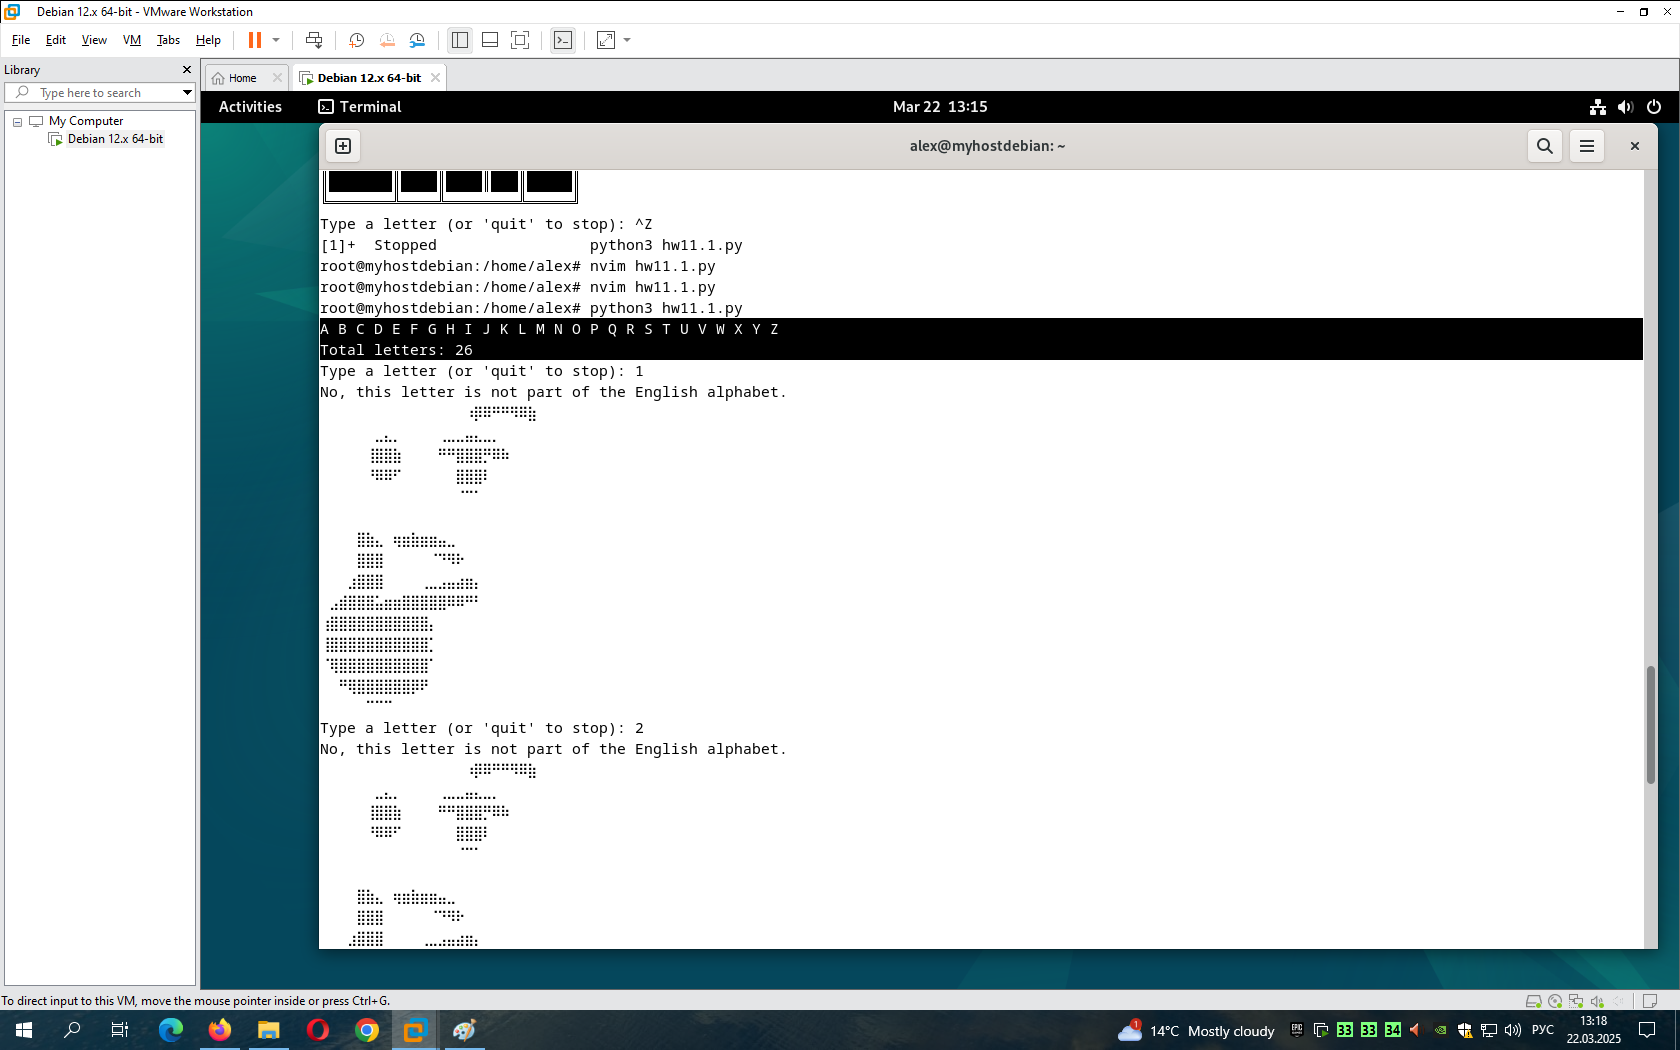 Debian 12.x 64-bit - VMware Workstation
File Edit View VM Tabs Help
Library
Type here to search
My Computer
Debian 12.x 64-bit
Home
Debian 12.x 64-bit
Activities
Terminal
Mar 22 13:15
alex@myhostdebian: ~
Type a letter (or 'quit' to stop): ^Z
[1]+  Stopped                 python3 hw11.1.py
root@myhostdebian:/home/alex# nvim hw11.1.py
root@myhostdebian:/home/alex# nvim hw11.1.py
root@myhostdebian:/home/alex# python3 hw11.1.py
A B C D E F G H I J K L M N O P Q R S T U V W X Y Z
Total letters: 26
Type a letter (or 'quit' to stop): 1
No, this letter is not part of the English alphabet.
Type a letter (or 'quit' to stop): 2
No, this letter is not part of the English alphabet.
To direct input to this VM, move the mouse pointer inside or press Ctrl+G.
1
14°C Mostly cloudy
EPIC
33 33 34
РУС
13:18
22.03.2025